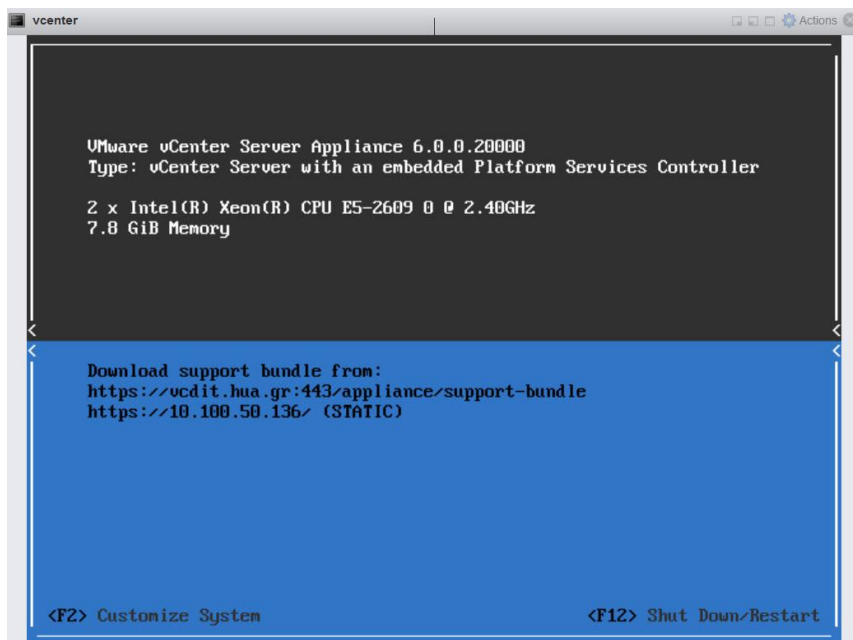 vcenter
Actions
VMware vCenter Server Appliance 6.0.0.20000
Type: vCenter Server with an embedded Platform Services Controller
2 x Intel(R) Xeon(R) CPU E5-2609 0 @ 2.40GHz
7.8 GiB Memory
Download support bundle from:
https://vcdit.hua.gr:443/appliance/support-bundle
https://10.100.50.136/ (STATIC)
<F2> Customize System
<F12> Shut Down/Restart